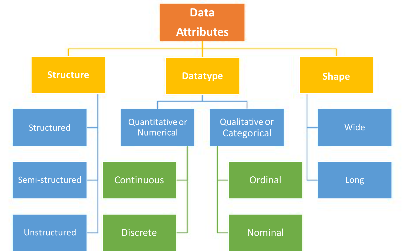 Data
Attributes
Structure
Datatype
Shape
Structured
Quantitative or
Numerical
Qualitative or
Categorical
Wide
Semi-structured
Continuous
Ordinal
Long
Unstructured
Discrete
Nominal